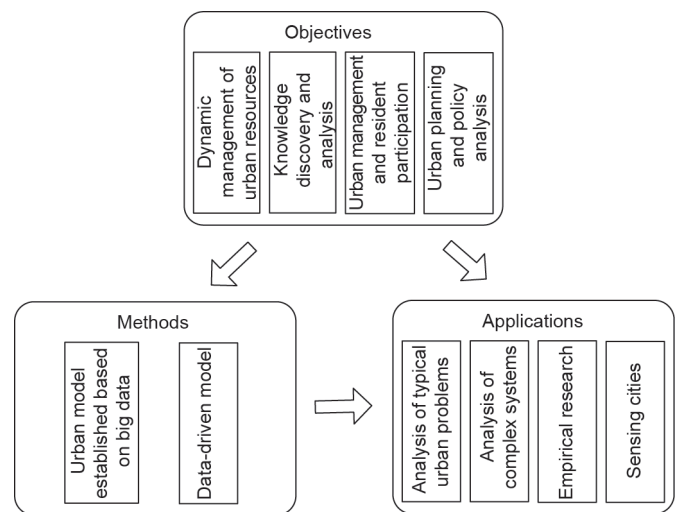 Objectives
Dynamic
management of
urban resources
Knowledge
discovery and
analysis
Urban management
and resident
participation
Urban planning
and policy
analysis
Methods
Urban model
established based
on big data
Data-driven model
Applications
Analysis of typical
urban problems
Analysis of
complex systems
Empirical research
Sensing cities